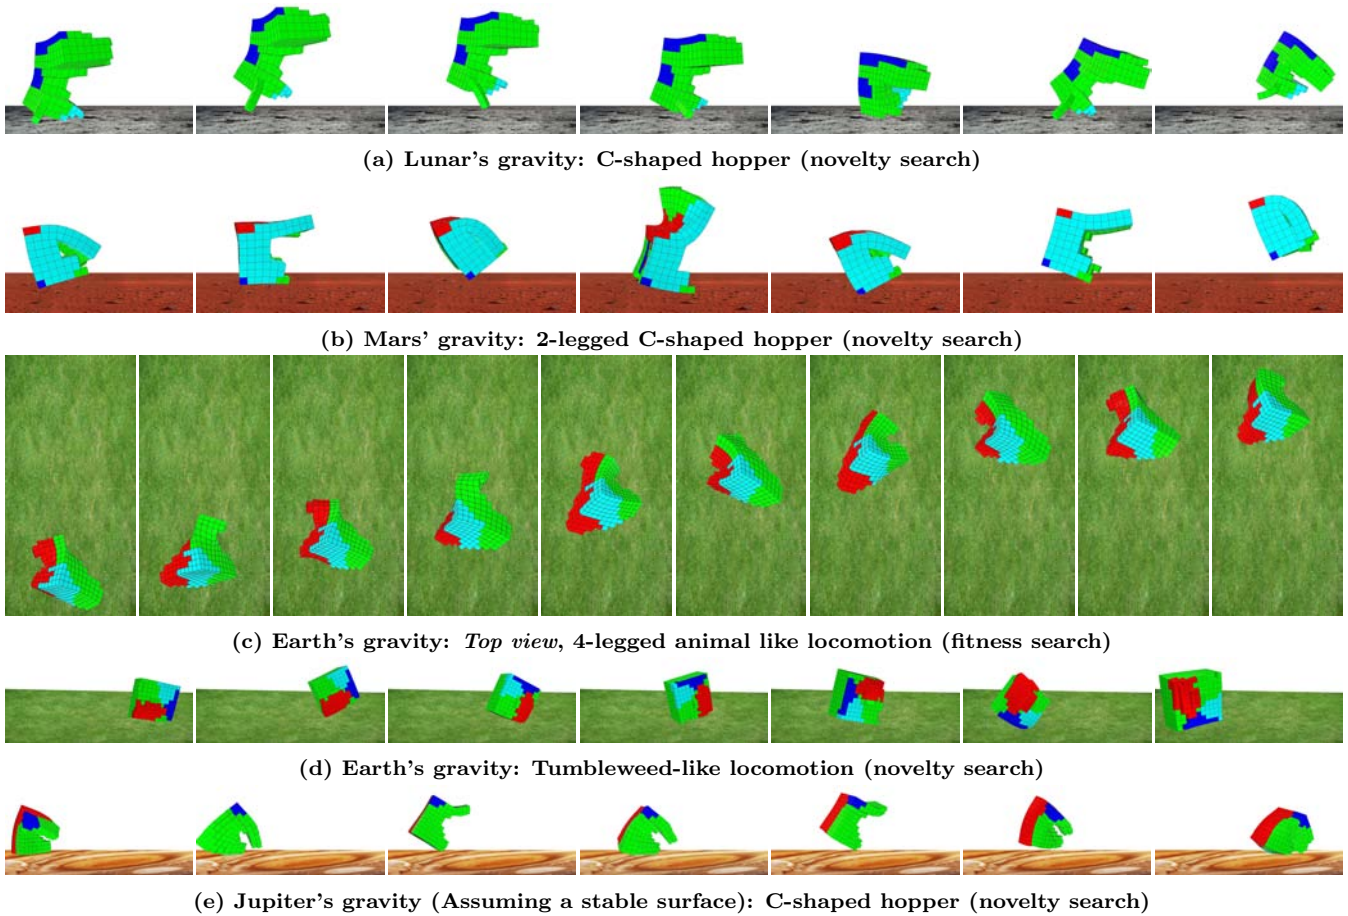 (a) Lunar's gravity: C-shaped hopper (novelty search)
(b) Mars' gravity: 2-legged C-shaped hopper (novelty search)
(c) Earth's gravity: Top view, 4-legged animal like locomotion (fitness search)
(d) Earth's gravity: Tumbleweed-like locomotion (novelty search)
(e) Jupiter's gravity (Assuming a stable surface): C-shaped hopper (novelty search)